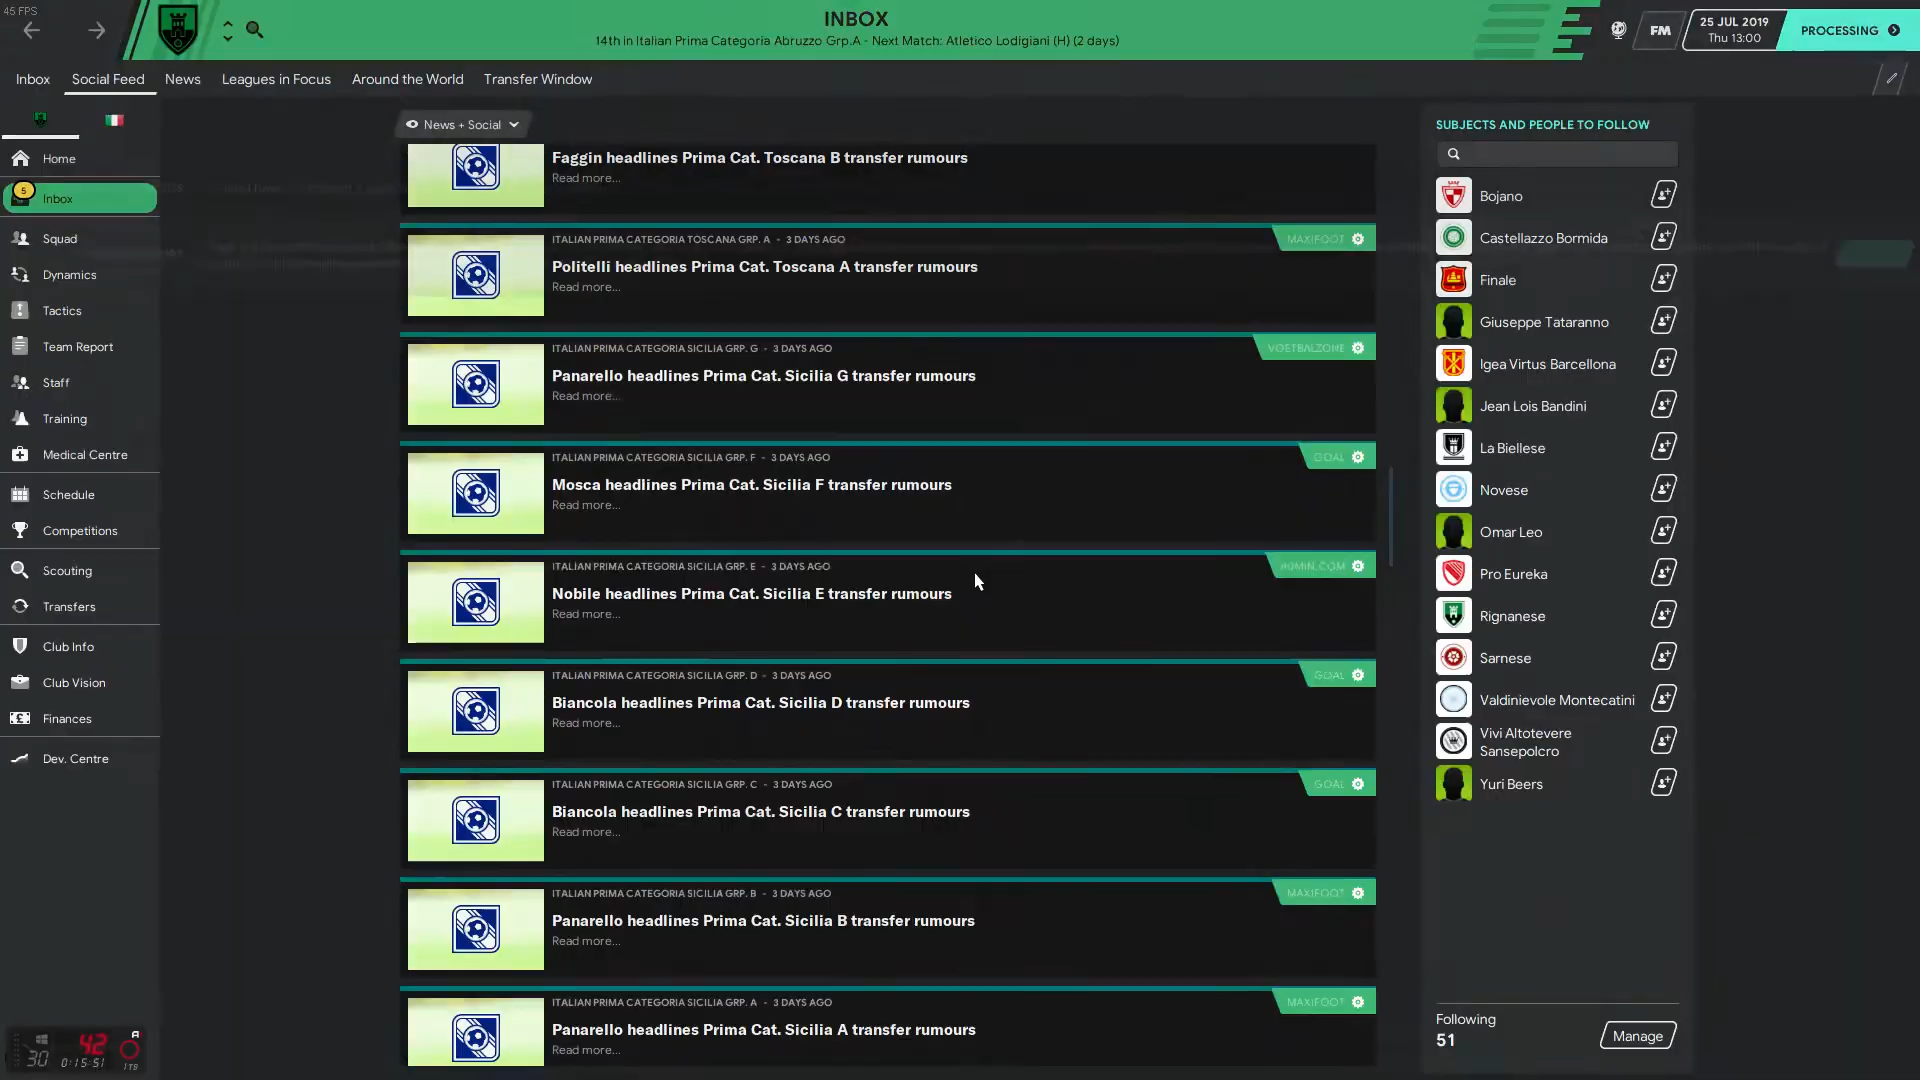 45 FPS
INBOX
14th in Italian Prima Categoria Abruzzo Grp.A - Next Match: Atletico Lodigiani (H) (2 days)
FM
25 JUL 2019
Thu 13:00
PROCESSING
Inbox
Social Feed
News
Leagues in Focus
Around the World
Transfer Window
Home
5
Inbox
Squad
Dynamics
Tactics
Team Report
Staff
Training
Medical Centre
Schedule
Competitions
Scouting
Transfers
Club Info
Club Vision
Finances
Dev. Centre
30
42
0:15:51
A
1TB
News + Social
Faggin headlines Prima Cat. Toscana B transfer rumours
Read more...
ITALIAN PRIMA CATEGORIA TOSCANA GRP. A - 3 DAYS AGO
MAXIFOOT
Politelli headlines Prima Cat. Toscana A transfer rumours
Read more...
ITALIAN PRIMA CATEGORIA SICILIA GRP. G - 3 DAYS AGO
VOETBALZONE
Panarello headlines Prima Cat. Sicilia G transfer rumours
Read more...
ITALIAN PRIMA CATEGORIA SICILIA GRP. F - 3 DAYS AGO
GOAL
Mosca headlines Prima Cat. Sicilia F transfer rumours
Read more...
ITALIAN PRIMA CATEGORIA SICILIA GRP. E - 3 DAYS AGO
Nobile headlines Prima Cat. Sicilia E transfer rumours
Read more...
ITALIAN PRIMA CATEGORIA SICILIA GRP. D - 3 DAYS AGO
GOAL
Biancola headlines Prima Cat. Sicilia D transfer rumours
Read more...
ITALIAN PRIMA CATEGORIA SICILIA GRP. C - 3 DAYS AGO
GOAL
Biancola headlines Prima Cat. Sicilia C transfer rumours
Read more...
ITALIAN PRIMA CATEGORIA SICILIA GRP. B - 3 DAYS AGO
MAXIFOOT
Panarello headlines Prima Cat. Sicilia B transfer rumours
Read more...
ITALIAN PRIMA CATEGORIA SICILIA GRP. A - 3 DAYS AGO
MAXIFOOT
Panarello headlines Prima Cat. Sicilia A transfer rumours
Read more...
SUBJECTS AND PEOPLE TO FOLLOW
Bojano
Castellazzo Bormida
Finale
Giuseppe Tataranno
Igea Virtus Barcellona
Jean Lois Bandini
La Biellese
Novese
Omar Leo
Pro Eureka
Rignanese
Sarnese
Valdinievole Montecatini
Vivi Altotevere
Sansepolcro
Yuri Beers
Following
51
Manage